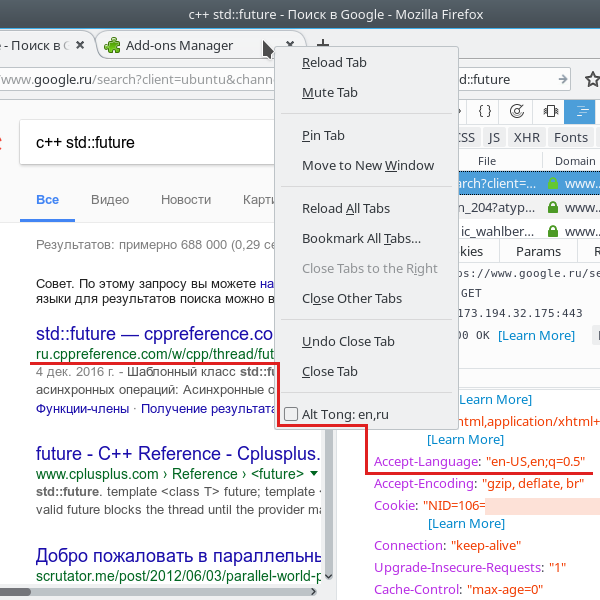 c++ std::future - Поиск в Google - Mozilla Firefox
- Поиск в
Add-ons Manager
www.google.ru/search?client=ubuntu&chann
std::future
Reload Tab
Mute Tab
Pin Tab
Move to New Window
Reload All Tabs
Bookmark All Tabs...
Close Tabs to the Right
Close Other Tabs
Undo Close Tab
Close Tab
Alt Tong: en,ru
c++ std::future
Все Видео Новости Карти
Результатов: примерно 688 000 (0,29 се
Совет. По этому запросу вы можете на
языки для результатов поиска можно в
std::future — cppreference.co
ru.cppreference.com/w/cpp/thread/fut
4 дек. 2016 г. - Шаблонный класс std::fu
асинхронных операций: Асинхронные о
Функции-члены · Получение результата
future - C++ Reference - Cplusplus.
www.cplusplus.com › Reference › <future>
std::future. template <class T> future; template <
valid future blocks the thread until the provider ma
Добро пожаловать в параллельны
scrutator.me/post/2012/06/03/parallel-world-p
{ }
CSS JS XHR Fonts
File Domain
arch?client=... www...
n_204?atyp... www...
ic_wahlber... www...
kies Params R
ps://www.google.ru/se
GET
173.194.32.175:443
00 OK [Learn More]
[Learn More]
html,application/xhtml+
[Learn More]
Accept-Language: "en-US,en;q=0.5"
Accept-Encoding: "gzip, deflate, br"
Cookie: "NID=106=
[Learn More]
Connection: "keep-alive"
Upgrade-Insecure-Requests: "1"
Cache-Control: "max-age=0"